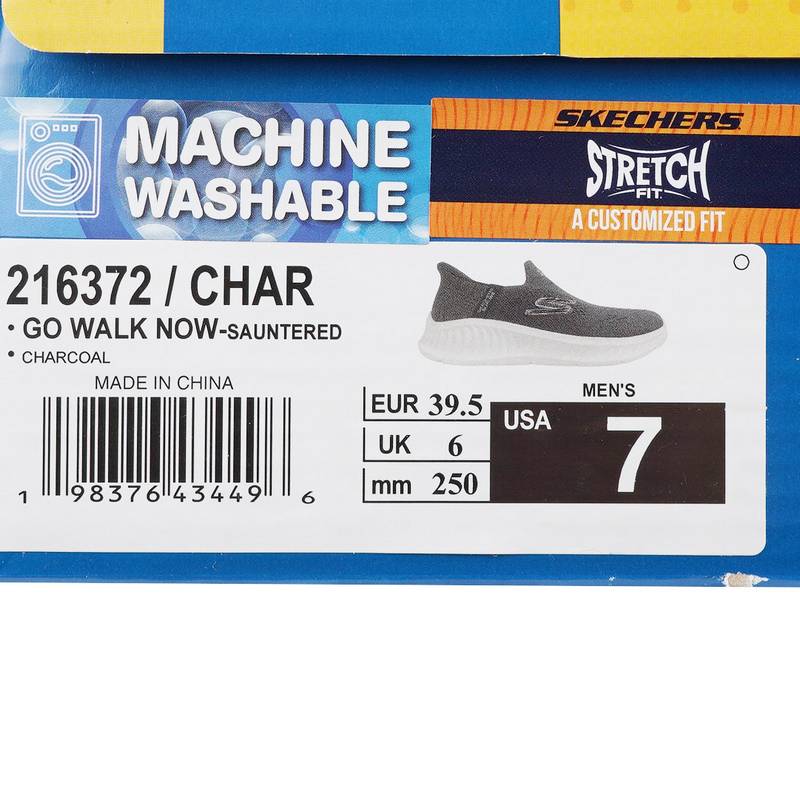 MACHINE
WASHABLE
SKECHERS
STRETCH
FIT
A CUSTOMIZED FIT
216372 / CHAR
• GO WALK NOW-SAUNTERED
• CHARCOAL
MADE IN CHINA
1 98376 43449 6
MEN'S
EUR 39.5
UK 6
mm 250
USA 7